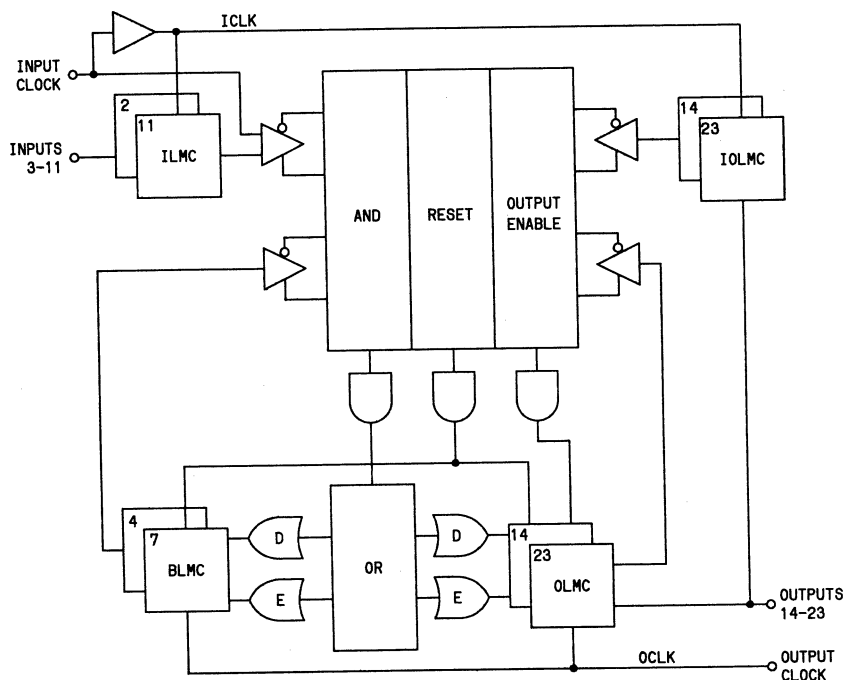 ICLK
INPUT
CLOCK
2
11
ILMC
INPUTS
3-11
14
23
IOLMC
AND
RESET
OUTPUT
ENABLE
4
7
BLMC
D
E
OR
D
E
14
23
OLMC
OUTPUTS
14-23
OCLK
OUTPUT
CLOCK